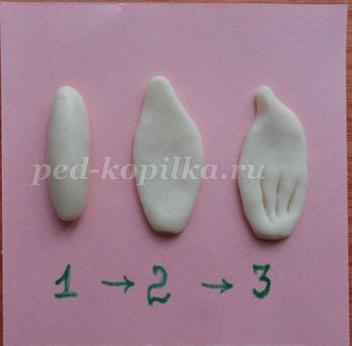 ped-kopilka.ru
1 → 2 → 3